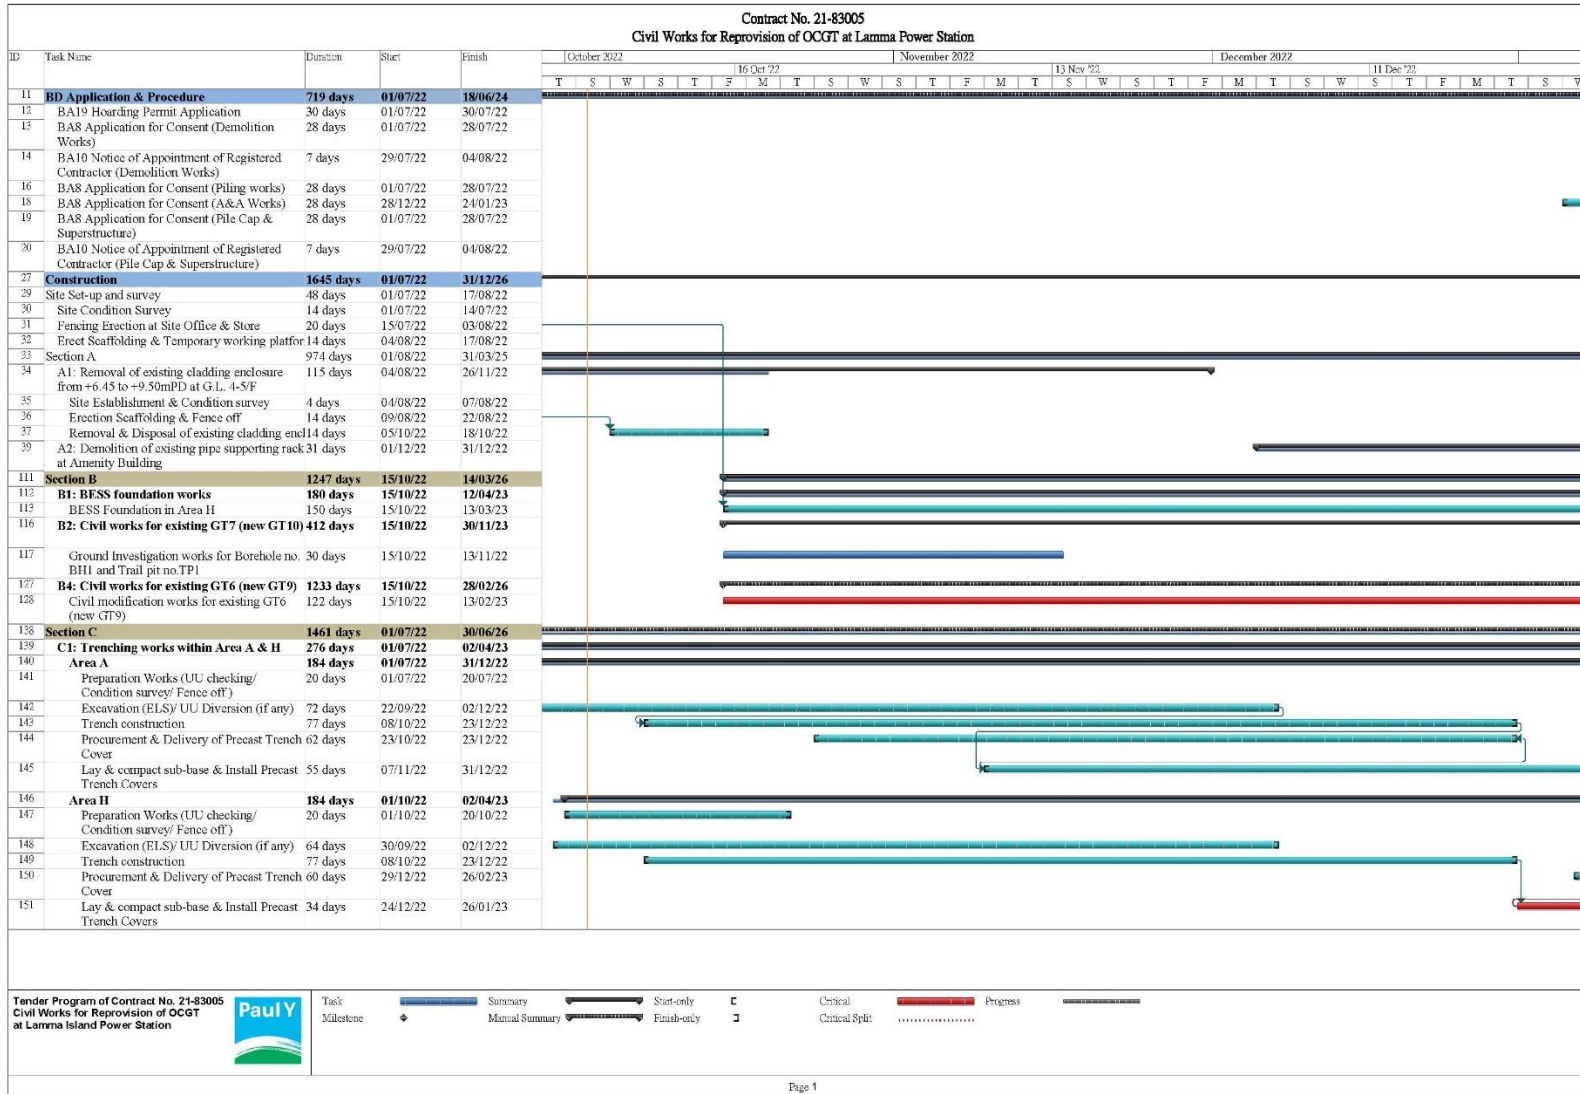 Contract No. 21-83005
Civil Works for Reprovision of OCGT at Lamma Power Station
ID Task Name Duration Start Finish October 2022 November 2022 December 2022
16 Oct '22 13 Nov '22 11 Dec '22
T S W S T F M T S W S T F M T S W S T F M T S W S T F M T S W
11 BD Application & Procedure 719 days 01/07/22 18/06/24
12 BA19 Hoarding Permit Application 30 days 01/07/22 30/07/22
13 BA8 Application for Consent (Demolition 28 days 01/07/22 28/07/22
Works)
14 BA10 Notice of Appointment of Registered 7 days 29/07/22 04/08/22
Contractor (Demolition Works)
16 BA8 Application for Consent (Piling works) 28 days 01/07/22 28/07/22
18 BA8 Application for Consent (A&A Works) 28 days 28/12/22 24/01/23
19 BA8 Application for Consent (Pile Cap & 28 days 01/07/22 28/07/22
Superstructure)
20 BA10 Notice of Appointment of Registered 7 days 29/07/22 04/08/22
Contractor (Pile Cap & Superstructure)
27 Construction 1645 days 01/07/22 31/12/26
29 Site Set-up and survey 48 days 01/07/22 17/08/22
30 Site Condition Survey 14 days 01/07/22 14/07/22
31 Fencing Erection at Site Office & Store 20 days 15/07/22 03/08/22
32 Erect Scaffolding & Temporary working platfor 14 days 04/08/22 17/08/22
33 Section A 974 days 01/08/22 31/03/25
34 A1: Removal of existing cladding enclosure 115 days 04/08/22 26/11/22
from +6.45 to +9.50mPD at G.L. 4-5/F
35 Site Establishment & Condition survey 4 days 04/08/22 07/08/22
36 Erection Scaffolding & Fence off 14 days 09/08/22 22/08/22
37 Removal & Disposal of existing cladding encl 14 days 05/10/22 18/10/22
39 A2: Demolition of existing pipe supporting rack 31 days 01/12/22 31/12/22
at Amenity Building
111 Section B 1247 days 15/10/22 14/03/26
112 B1: BESS foundation works 180 days 15/10/22 12/04/23
113 BESS Foundation in Area H 150 days 15/10/22 13/03/23
116 B2: Civil works for existing GT7 (new GT10) 412 days 15/10/22 30/11/23
117 Ground Investigation works for Borehole no. 30 days 15/10/22 13/11/22
BH1 and Trail pit no.TP1
127 B4: Civil works for existing GT6 (new GT9) 1233 days 15/10/22 28/02/26
128 Civil modification works for existing GT6 122 days 15/10/22 13/02/23
(new GT9)
138 Section C 1461 days 01/07/22 30/06/26
139 C1: Trenching works within Area A & H 276 days 01/07/22 02/04/23
140 Area A 184 days 01/07/22 31/12/22
141 Preparation Works (UU checking/ 20 days 01/07/22 20/07/22
Condition survey/ Fence off )
142 Excavation (ELS)/ UU Diversion (if any) 72 days 22/09/22 02/12/22
143 Trench construction 77 days 08/10/22 23/12/22
144 Procurement & Delivery of Precast Trench 62 days 23/10/22 23/12/22
Cover
145 Lay & compact sub-base & Install Precast 55 days 07/11/22 31/12/22
Trench Covers
146 Area H 184 days 01/10/22 02/04/23
147 Preparation Works (UU checking/ 20 days 01/10/22 20/10/22
Condition survey/ Fence off )
148 Excavation (ELS)/ UU Diversion (if any) 64 days 30/09/22 02/12/22
149 Trench construction 77 days 08/10/22 23/12/22
150 Procurement & Delivery of Precast Trench 60 days 29/12/22 26/02/23
Cover
151 Lay & compact sub-base & Install Precast 34 days 24/12/22 26/01/23
Trench Covers
Tender Program of Contract No. 21-83005
Civil Works for Reprovision of OCGT
at Lamma Island Power Station
Paul Y
Task Summary Start-only Critical Progress
Milestone Manual Summary Finish-only Critical Split
Page 1